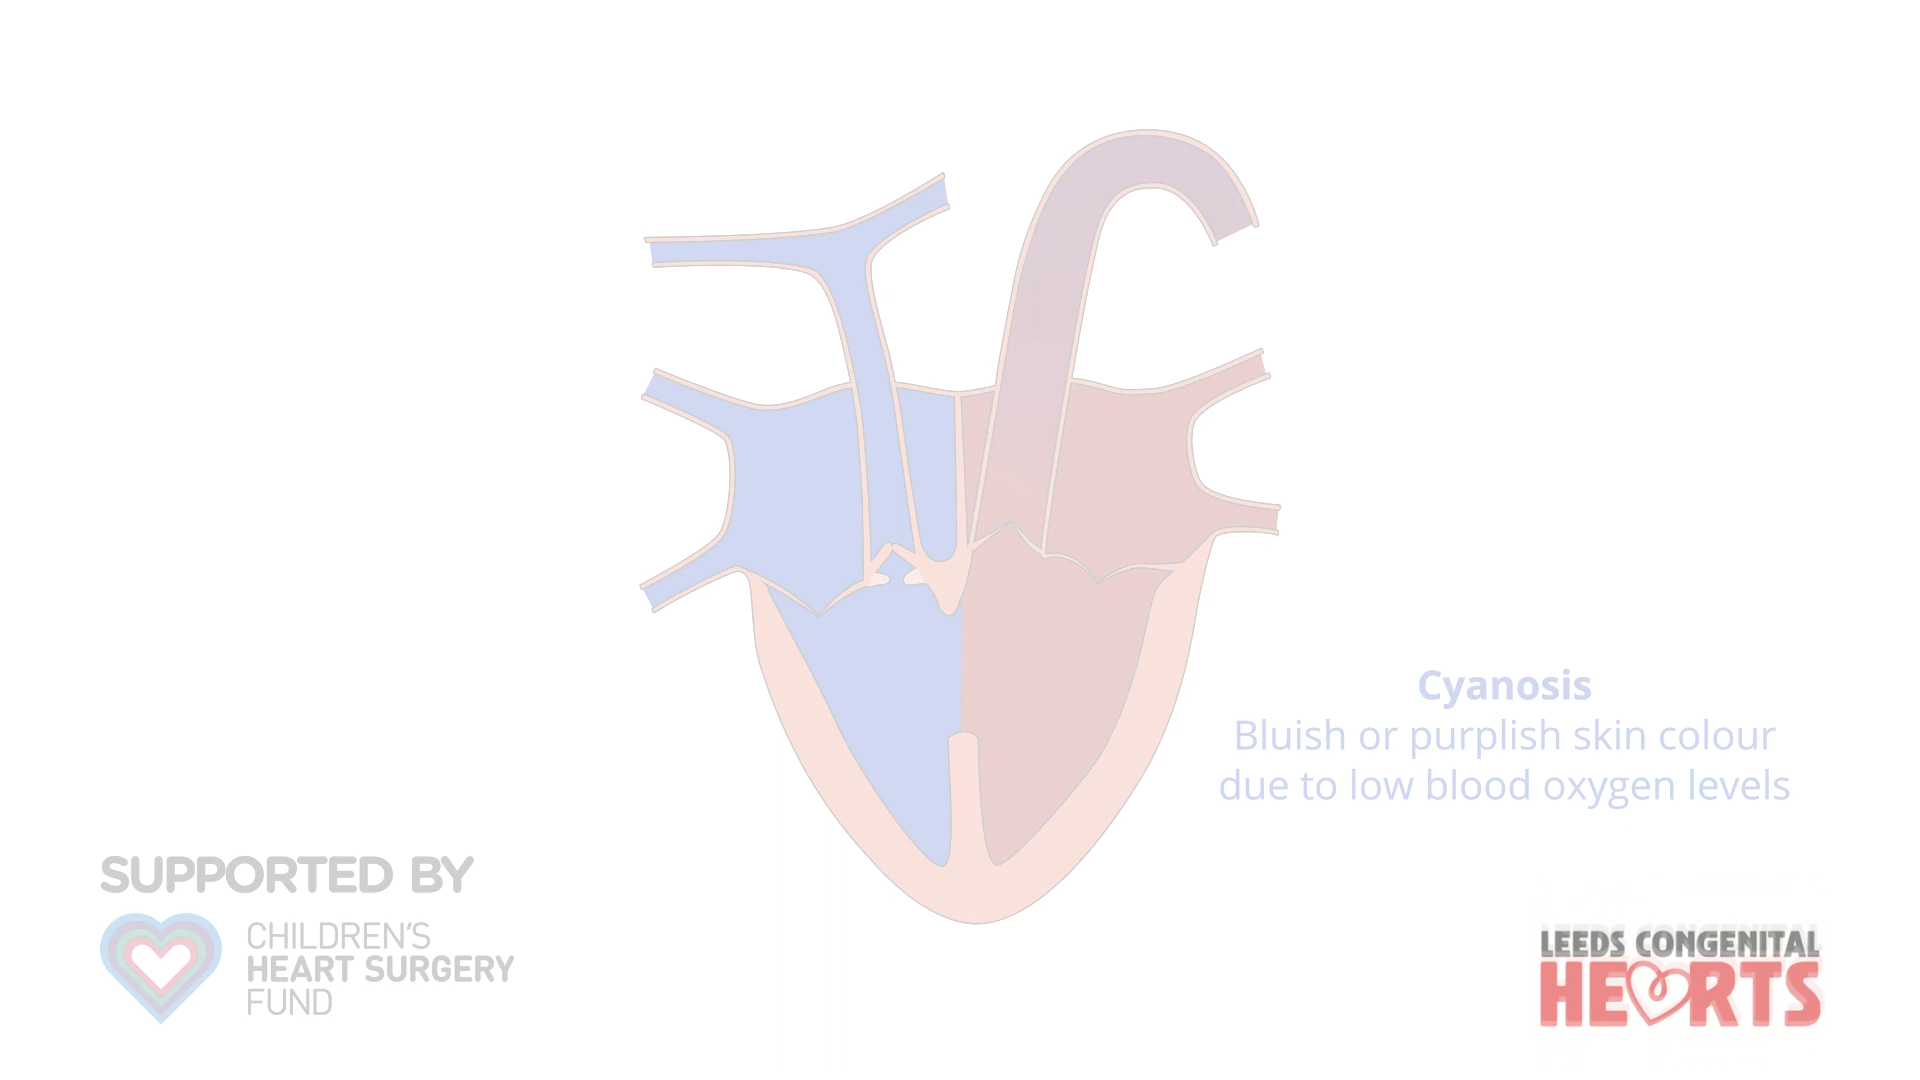 Cyanosis
Bluish or purplish skin colour
due to low blood oxygen levels
SUPPORTED BY
CHILDREN'S
HEART SURGERY
FUND
LEEDS CONGENITAL
HEARTS